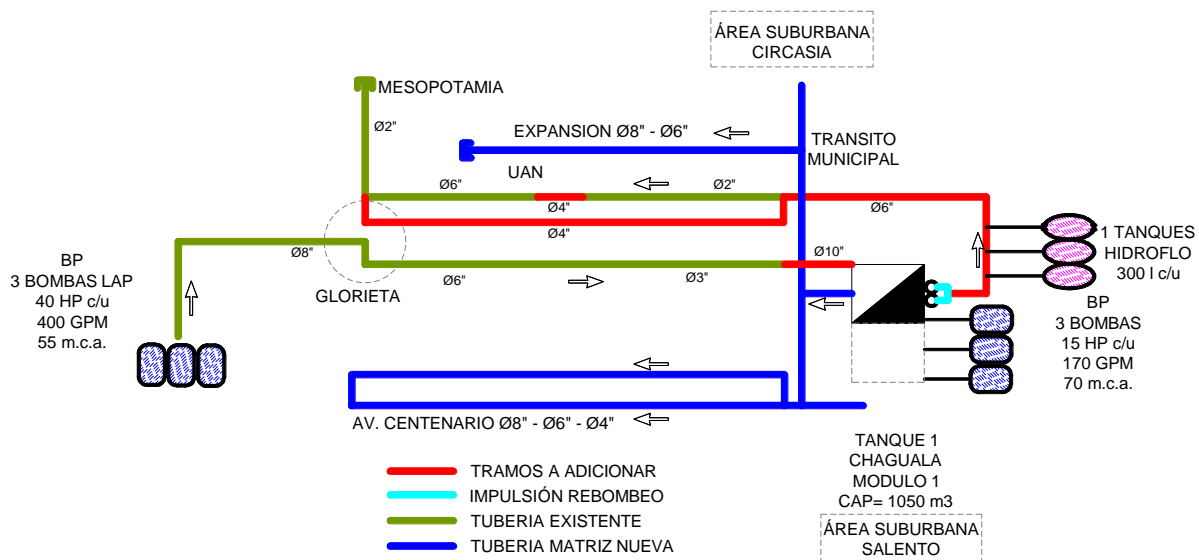 ÁREA SUBURBANA
CIRCASIA
MESOPOTAMIA
Ø2"
EXPANSION Ø8" - Ø6"
TRANSITO
MUNICIPAL
UAN
Ø6"
Ø2"
Ø6"
Ø4"
Ø4"
Ø8"
Ø10"
Ø6"
Ø3"
GLORIETA
BP
3 BOMBAS LAP
40 HP c/u
400 GPM
55 m.c.a.
1 TANQUES
HIDROFLO
300 l c/u
BP
3 BOMBAS
15 HP c/u
170 GPM
70 m.c.a.
AV. CENTENARIO Ø8" - Ø6" - Ø4"
TANQUE 1
CHAGUALA
MODULO 1
CAP= 1050 m3
ÁREA SUBURBANA
SALENTO
TRAMOS A ADICIONAR
IMPULSIÓN REBOMBEO
TUBERIA EXISTENTE
TUBERIA MATRIZ NUEVA